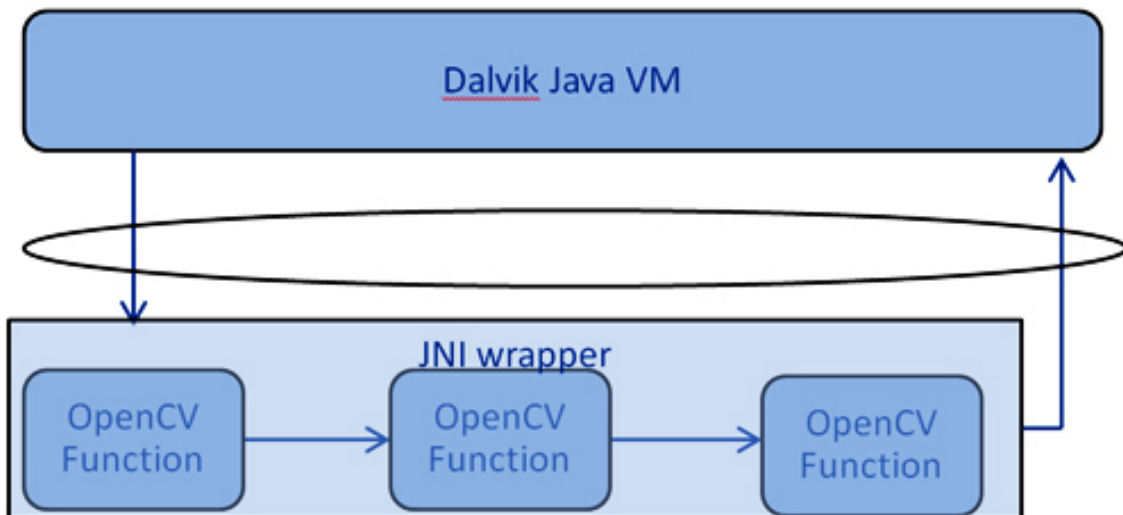 Dalvik Java VM
JNI wrapper
OpenCV
Function
OpenCV
Function
OpenCV
Function